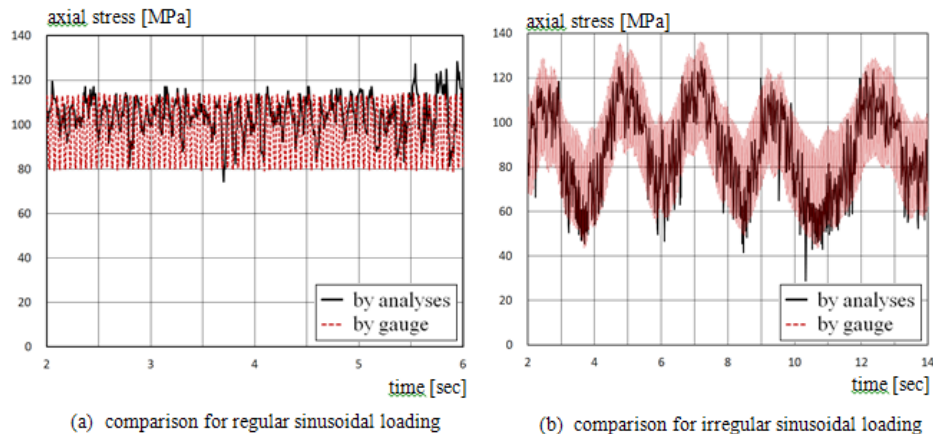 axial stress [MPa]
140
120
100
80
60
40
20
0
by analyses
by gauge
2 3 4 5 6
time [sec]
(a) comparison for regular sinusoidal loading
axial stress [MPa]
140
120
100
80
60
40
20
0
by analyses
by gauge
2 4 6 8 10 12 14
time [sec]
(b) comparison for irregular sinusoidal loading